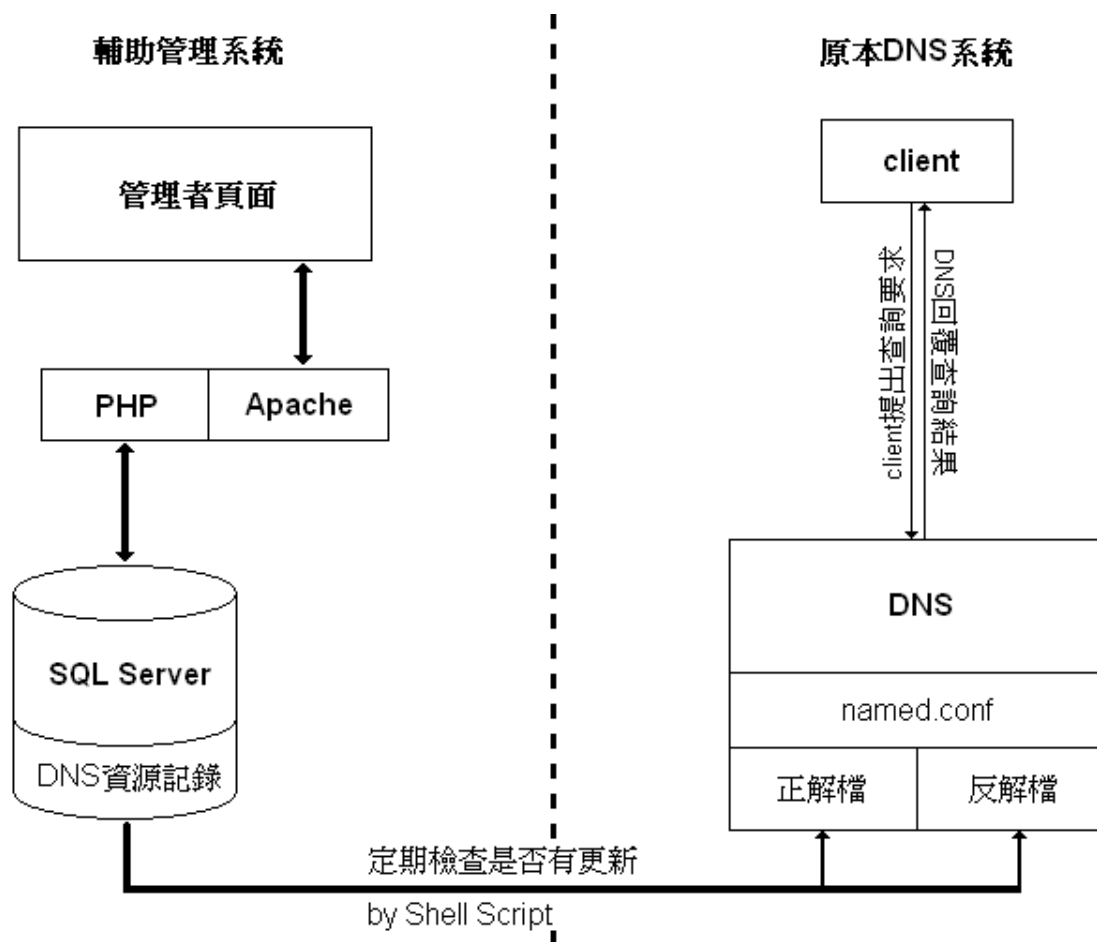 輔助管理系統
管理者頁面
PHP
Apache
SQL Server
DNS資源記錄
原本DNS系統
client
client提出查詢要求
DNS回覆查詢結果
DNS
named.conf
正解檔
反解檔
定期檢查是否有更新
by Shell Script